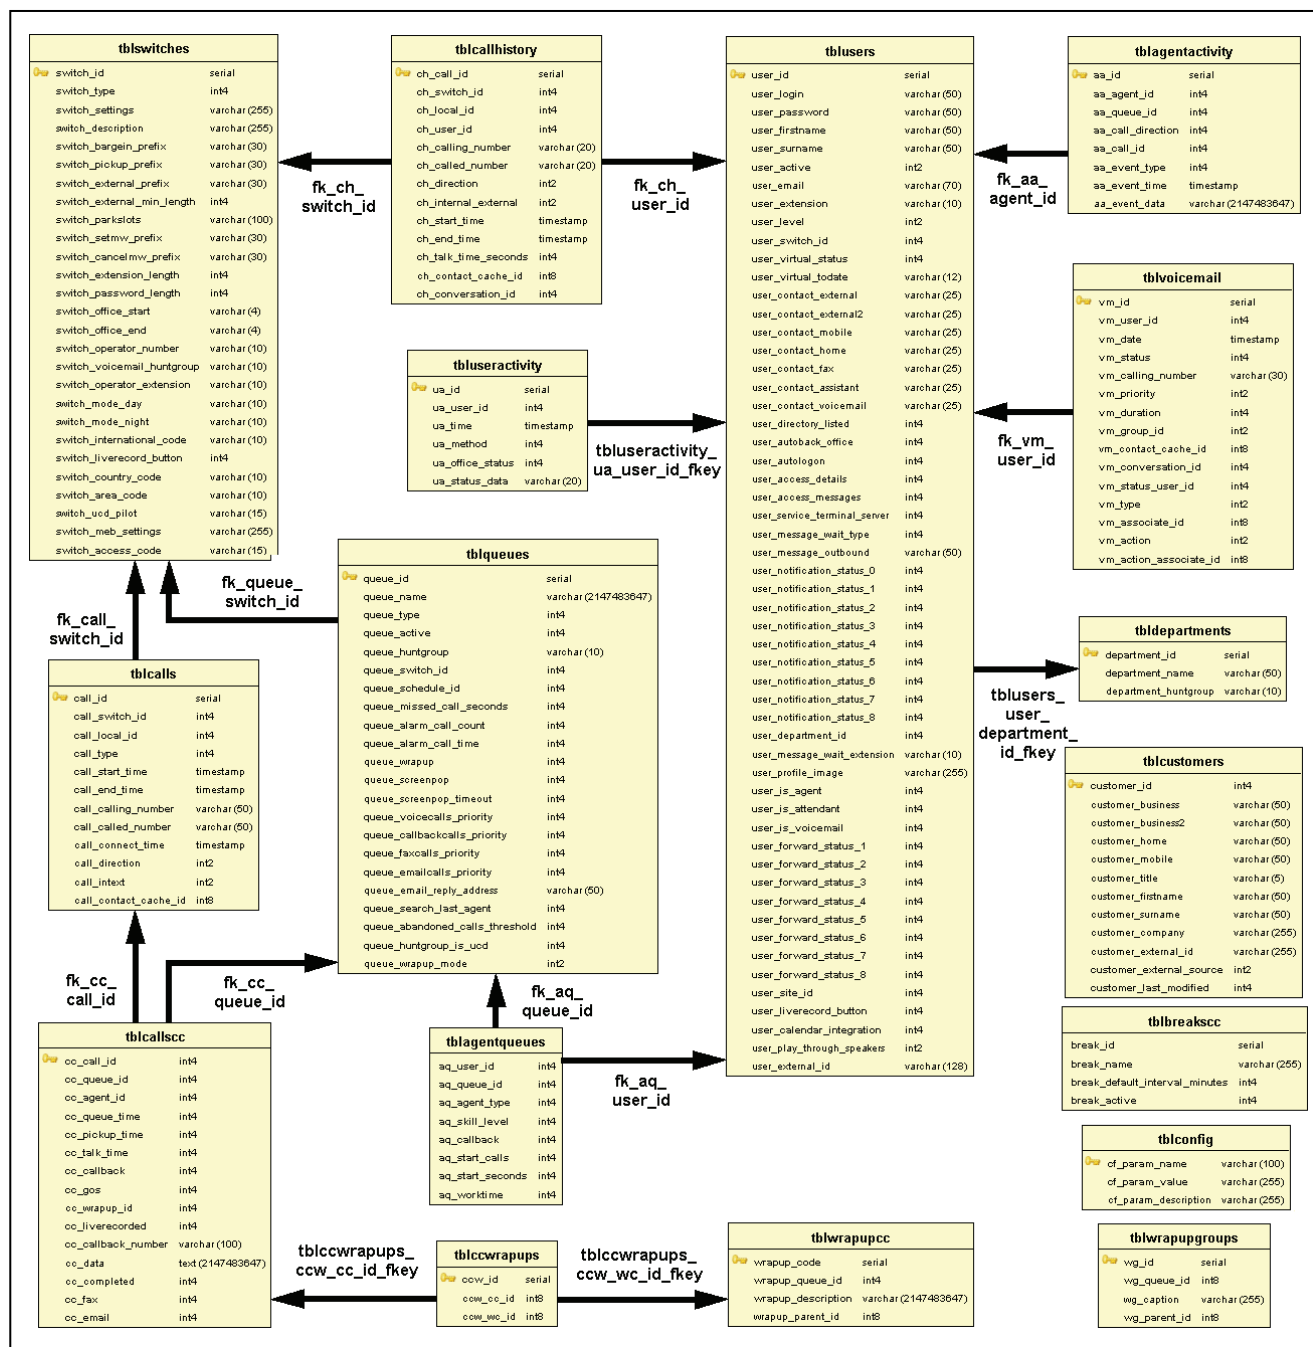 tblswitches
switch_id serial
switch_type int4
switch_settings varchar(255)
switch_description varchar(255)
switch_bargein_prefix varchar(30)
switch_pickup_prefix varchar(30)
switch_external_prefix varchar(30)
switch_external_min_length int4
switch_parkslots varchar(100)
switch_setmw_prefix varchar(30)
switch_cancelmw_prefix varchar(30)
switch_extension_length int4
switch_password_length int4
switch_office_start varchar(4)
switch_office_end varchar(4)
switch_operator_number varchar(10)
switch_voicemail_huntgroup varchar(10)
switch_operator_extension varchar(10)
switch_mode_day varchar(10)
switch_mode_night varchar(10)
switch_international_code varchar(10)
switch_liverecord_button int4
switch_country_code varchar(10)
switch_area_code varchar(10)
switch_ucd_pilot varchar(15)
switch_meb_settings varchar(255)
switch_access_code varchar(15)
fk_ch_
switch_id
tblcallhistory
ch_call_id serial
ch_switch_id int4
ch_local_id int4
ch_user_id int4
ch_calling_number varchar(20)
ch_called_number varchar(20)
ch_direction int2
ch_internal_external int2
ch_start_time timestamp
ch_end_time timestamp
ch_talk_time_seconds int4
ch_contact_cache_id int8
ch_conversation_id int4
fk_ch_
user_id
tblusers
user_id serial
user_login varchar(50)
user_password varchar(50)
user_firstname varchar(50)
user_surname varchar(50)
user_active int2
user_email varchar(70)
user_extension varchar(10)
user_level int2
user_switch_id int4
user_virtual_status int4
user_virtual_todate varchar(12)
user_contact_external varchar(25)
user_contact_external2 varchar(25)
user_contact_mobile varchar(25)
user_contact_home varchar(25)
user_contact_fax varchar(25)
user_contact_assistant varchar(25)
user_contact_voicemail varchar(25)
user_directory_listed int4
user_autoback_office int4
user_autologon int4
user_access_details int4
user_access_messages int4
user_service_terminal_server int4
user_message_wait_type int4
user_message_outbound varchar(50)
user_notification_status_0 int4
user_notification_status_1 int4
user_notification_status_2 int4
user_notification_status_3 int4
user_notification_status_4 int4
user_notification_status_5 int4
user_notification_status_6 int4
user_notification_status_7 int4
user_notification_status_8 int4
user_department_id int4
user_message_wait_extension varchar(10)
user_profile_image varchar(255)
user_is_agent int4
user_is_attendant int4
user_is_voicemail int4
user_forward_status_1 int4
user_forward_status_2 int4
user_forward_status_3 int4
user_forward_status_4 int4
user_forward_status_5 int4
user_forward_status_6 int4
user_forward_status_7 int4
user_forward_status_8 int4
user_site_id int4
user_liverecord_button int4
user_calendar_integration int4
user_play_through_speakers int2
user_external_id varchar(128)
tblagentactivity
aa_id serial
aa_agent_id int4
aa_queue_id int4
aa_call_direction int4
aa_call_id int4
aa_event_type int4
aa_event_time timestamp
aa_event_data varchar(2147483647)
fk_aa_
agent_id
tblvoicemail
vm_id serial
vm_user_id int4
vm_date timestamp
vm_status int4
vm_calling_number varchar(30)
vm_priority int2
vm_duration int4
vm_group_id int2
vm_contact_cache_id int8
vm_conversation_id int4
vm_status_user_id int4
vm_type int2
vm_associate_id int8
vm_action int2
vm_action_associate_id int8
fk_vm_
user_id
tbluseractivity
ua_id serial
ua_user_id int4
ua_time timestamp
ua_method int4
ua_office_status int4
ua_status_data varchar(20)
tbluseractivity_
ua_user_id_fkey
tblqueues
queue_id serial
queue_name varchar(2147483647)
queue_type int4
queue_active int4
queue_huntgroup varchar(10)
queue_switch_id int4
queue_schedule_id int4
queue_missed_call_seconds int4
queue_alarm_call_count int4
queue_alarm_call_time int4
queue_wrapup int4
queue_screenpop int4
queue_screenpop_timeout int4
queue_voicecalls_priority int4
queue_callbackcalls_priority int4
queue_faxcalls_priority int4
queue_emailcalls_priority int4
queue_email_reply_address varchar(50)
queue_search_last_agent int4
queue_abandoned_calls_threshold int4
queue_huntgroup_is_ucd int4
queue_wrapup_mode int2
fk_queue_
switch_id
fk_call_
switch_id
tblcalls
call_id serial
call_switch_id int4
call_local_id int4
call_type int4
call_start_time timestamp
call_end_time timestamp
call_calling_number varchar(50)
call_called_number varchar(50)
call_connect_time timestamp
call_direction int2
call_intext int2
call_contact_cache_id int8
tbldepartments
department_id serial
department_name varchar(50)
department_huntgroup varchar(10)
tblusers_
user_
department_
id_fkey
tblcustomers
customer_id int4
customer_business varchar(50)
customer_business2 varchar(50)
customer_home varchar(50)
customer_mobile varchar(50)
customer_title varchar(5)
customer_firstname varchar(50)
customer_surname varchar(50)
customer_company varchar(255)
customer_external_id varchar(255)
customer_external_source int2
customer_last_modified int4
fk_cc_
call_id
fk_cc_
queue_id
fk_aq_
queue_id
tblcallscc
cc_call_id int4
cc_queue_id int4
cc_agent_id int4
cc_queue_time int4
cc_pickup_time int4
cc_talk_time int4
cc_callback int4
cc_gos int4
cc_wrapup_id int4
cc_liverecorded int4
cc_callback_number varchar(100)
cc_data text(2147483647)
cc_completed int4
cc_fax int4
cc_email int4
tblagentqueues
aq_user_id int4
aq_queue_id int4
aq_agent_type int4
aq_skill_level int4
aq_callback int4
aq_start_calls int4
aq_start_seconds int4
aq_worktime int4
fk_aq_
user_id
tblbreakscc
break_id serial
break_name varchar(255)
break_default_interval_minutes int4
break_active int4
tblconfig
cf_param_name varchar(100)
cf_param_value varchar(255)
cf_param_description varchar(255)
tblccwrapups_
ccw_cc_id_fkey
tblccwrapups
ccw_id serial
ccw_cc_id int8
ccw_wc_id int8
tblccwrapups_
ccw_wc_id_fkey
tblwrapupcc
wrapup_code serial
wrapup_queue_id int4
wrapup_description varchar(2147483647)
wrapup_parent_id int8
tblwrapupgroups
wg_id serial
wg_queue_id int8
wg_caption varchar(255)
wg_parent_id int8